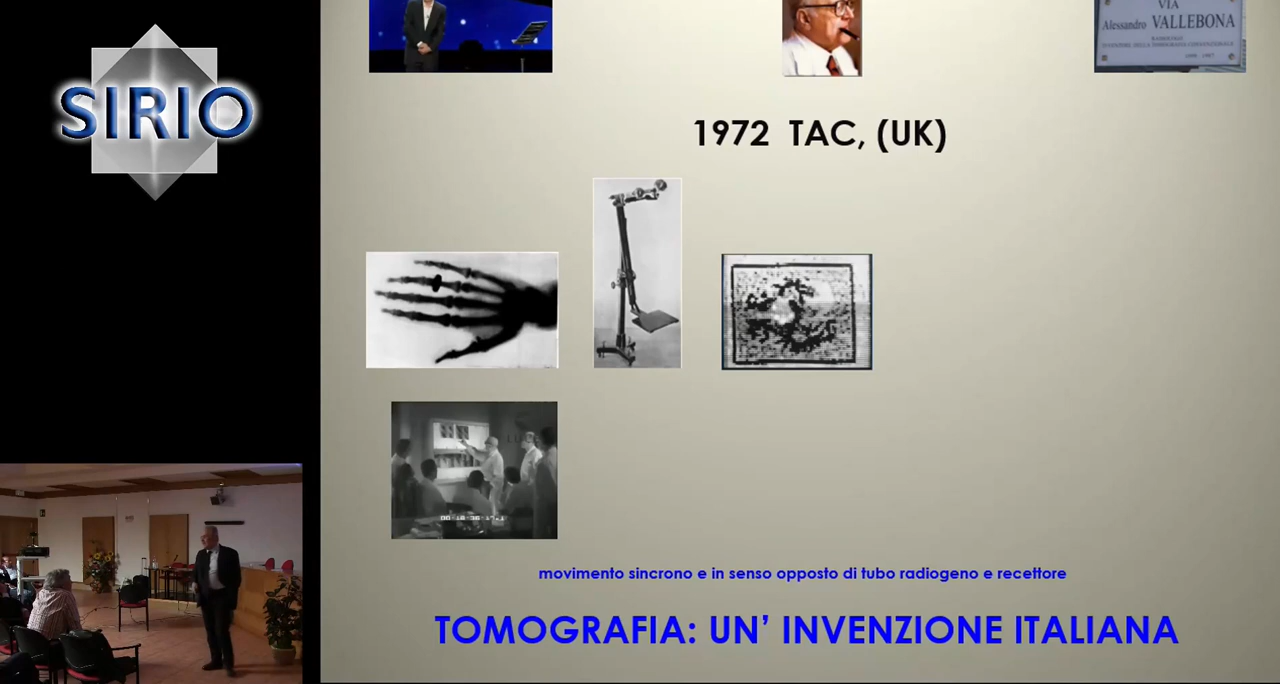 SIRIO
VIA
Alessandro VALLEBONA
RADIOLOGO
1972 TAC, (UK)
movimento sincrono e in senso opposto di tubo radiogeno e recettore
TOMOGRAFIA: UN' INVENZIONE ITALIANA